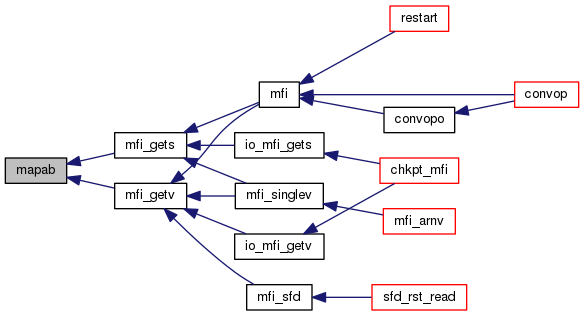 restart
mfi
convop
convopo
mfi_gets
io_mfi_gets
mapab
chkpt_mfi
mfi_getv
mfi_singlev
mfi_arnv
io_mfi_getv
mfi_sfd
sfd_rst_read